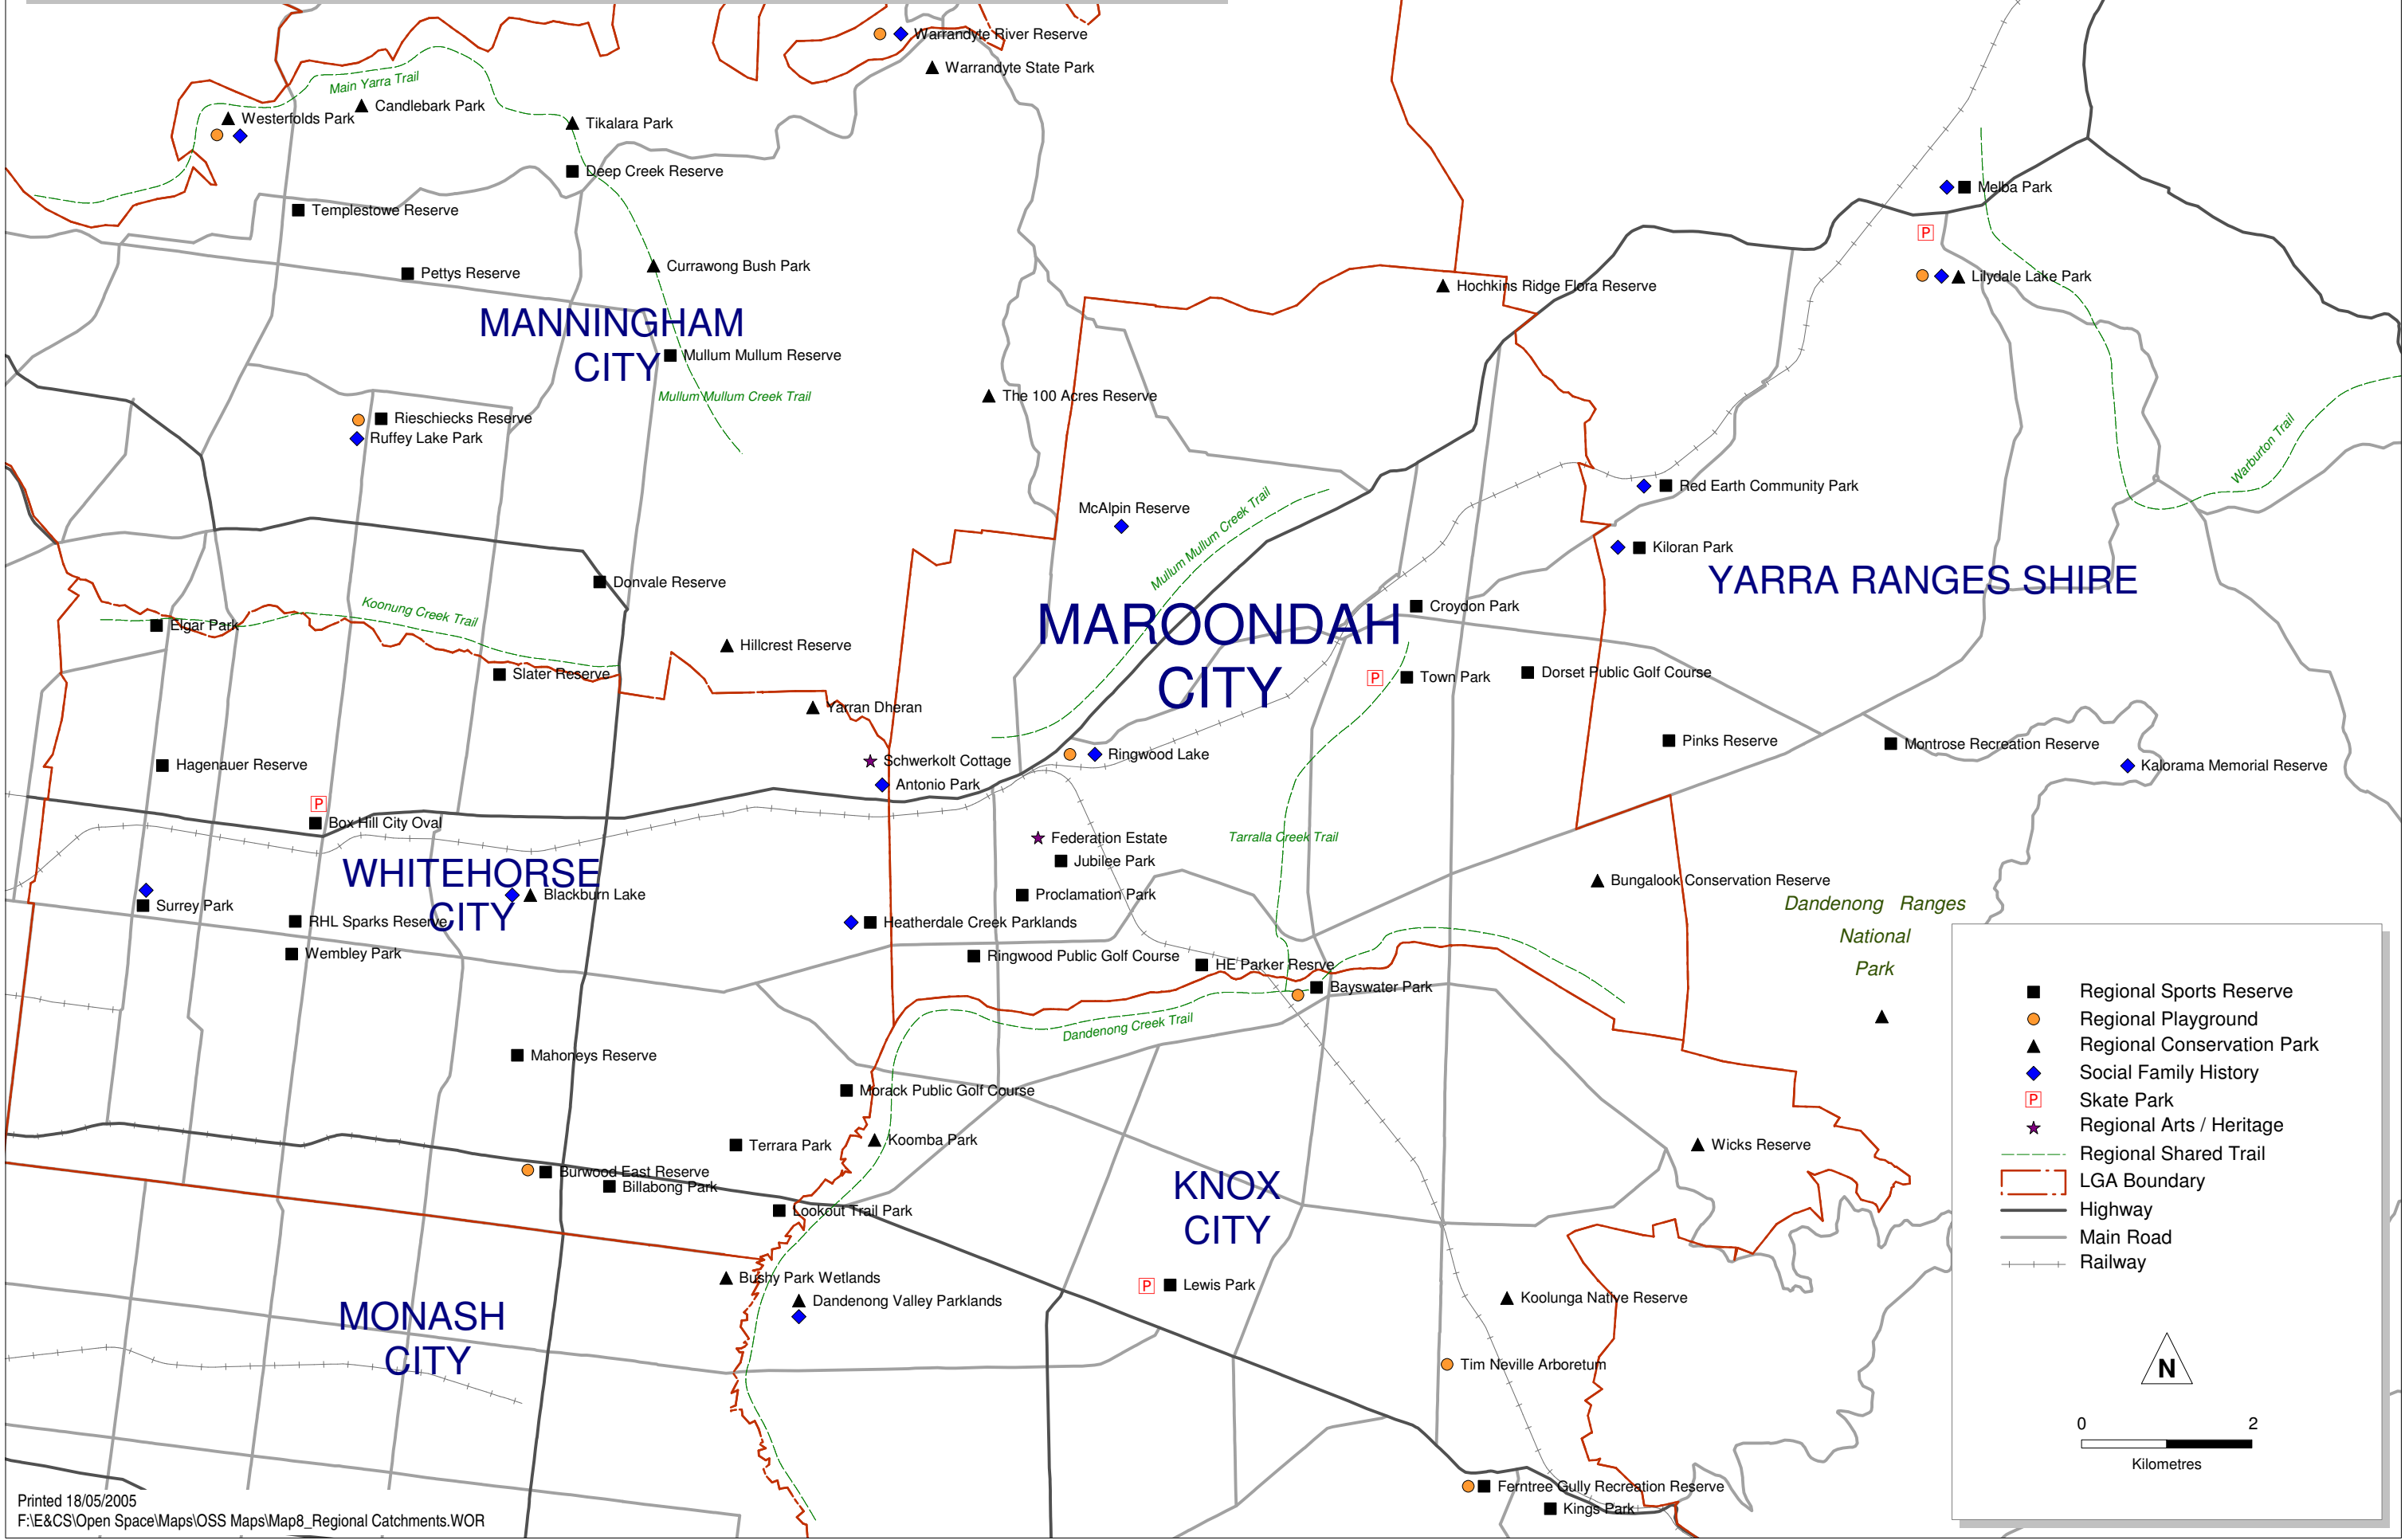 Warrandyte River Reserve
Warrandyte State Park
Main Yarra Trail
Candlebark Park
Westerfolds Park
Tikalara Park
Deep Creek Reserve
Melba Park
Templestowe Reserve
P
Currawong Bush Park
Pettys Reserve
Lilydale Lake Park
Hochkins Ridge Flora Reserve
MANNINGHAM
CITY
Mullum Mullum Reserve
Mullum Mullum Creek Trail
The 100 Acres Reserve
Rieschiecks Reserve
Ruffey Lake Park
Warburton Trail
Red Earth Community Park
McAlpin Reserve
Mullum Mullum Creek Trail
Kiloran Park
YARRA RANGES SHIRE
Donvale Reserve
Koonung Creek Trail
Elgar Park
Croydon Park
MAROONDAH
CITY
Hillcrest Reserve
Slater Reserve
P
Town Park
Dorset Public Golf Course
Yarran Dheran
Pinks Reserve
Montrose Recreation Reserve
Schwerkolt Cottage
Ringwood Lake
Hagenauer Reserve
Kalorama Memorial Reserve
Antonio Park
P
Box Hill City Oval
Federation Estate
Tarralla Creek Trail
Jubilee Park
WHITEHORSE
CITY
Bungalook Conservation Reserve
Blackburn Lake
Proclamation Park
Surrey Park
Dandenong Ranges
National
Park
RHL Sparks Reserve
Heatherdale Creek Parklands
Wembley Park
Ringwood Public Golf Course
HE Parker Resrve
Bayswater Park
Dandenong Creek Trail
Mahoneys Reserve
Morack Public Golf Course
Koomba Park
Terrara Park
Wicks Reserve
Burwood East Reserve
Billabong Park
KNOX
CITY
Lookout Trail Park
Bushy Park Wetlands
P
Lewis Park
Dandenong Valley Parklands
Koolunga Native Reserve
MONASH
CITY
Tim Neville Arboretum
Ferntree Gully Recreation Reserve
Kings Park
Regional Sports Reserve
Regional Playground
Regional Conservation Park
Social Family History
P
Skate Park
Regional Arts / Heritage
Regional Shared Trail
LGA Boundary
Highway
Main Road
Railway
N
0 2
Kilometres
Printed 18/05/2005
F:\E&CS\Open Space\Maps\OSS Maps\Map8_Regional Catchments.WOR